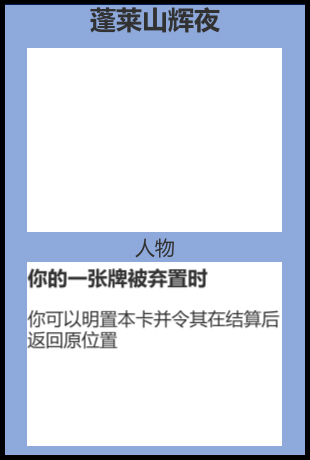 蓬莱山辉夜
人物
你的一张牌被弃置时
你可以明置本卡并令其在结算后
返回原位置